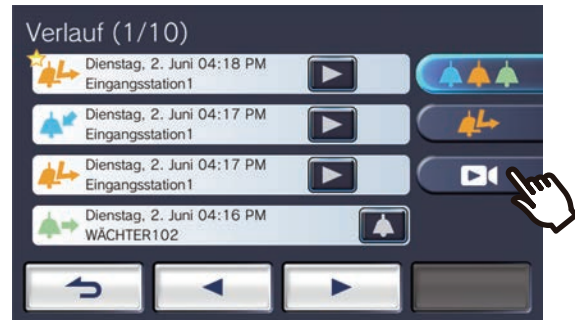 Verlauf (1/10)
Dienstag, 2. Juni 04:18 PM
Eingangsstation1
Dienstag, 2. Juni 04:17 PM
Eingangsstation1
Dienstag, 2. Juni 04:17 PM
Eingangsstation1
Dienstag, 2. Juni 04:16 PM
WÄCHTER102